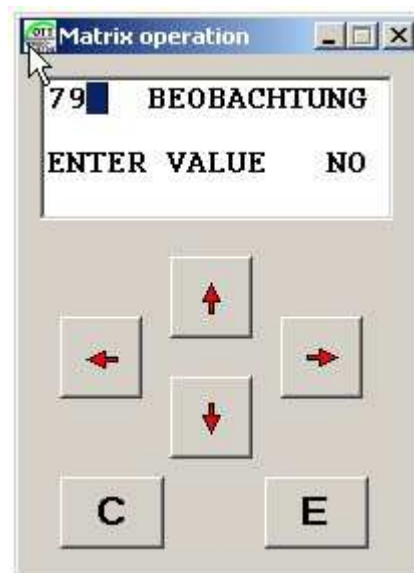 Matrix operation
79 BEOBACHTUNG
ENTER VALUE NO
C
E